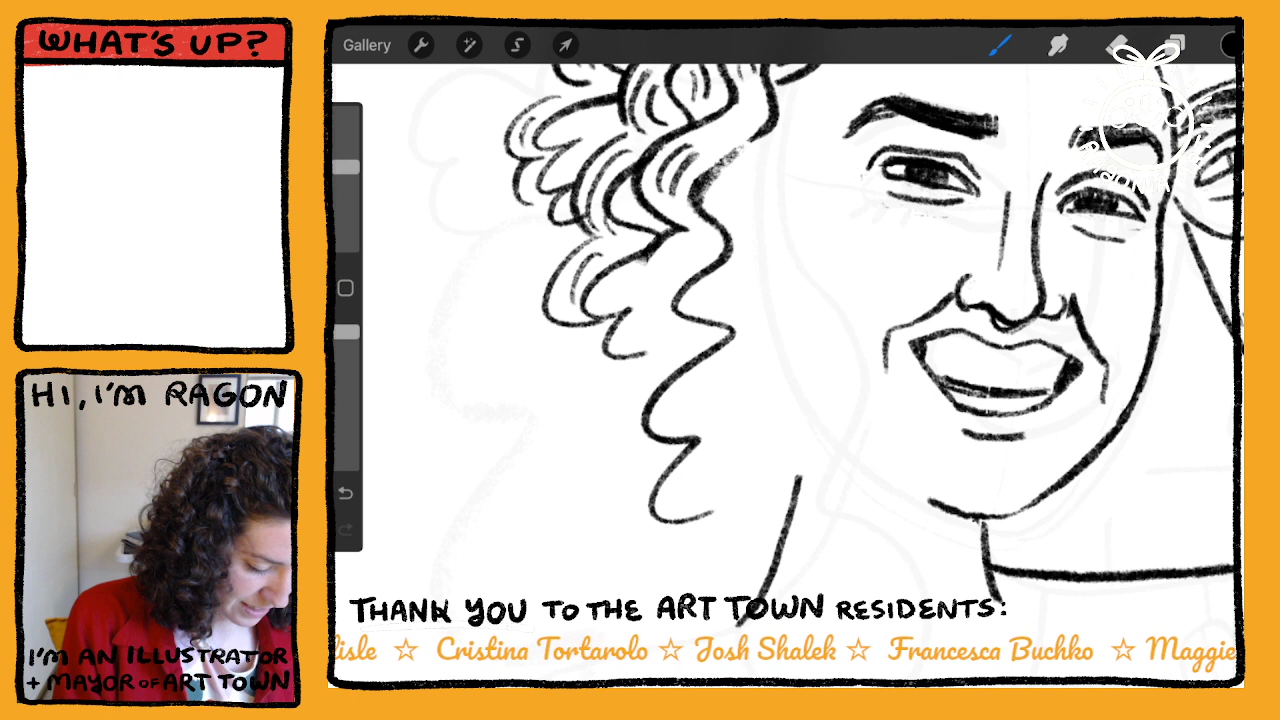 WHAT'S UP?
Gallery
HI, I'M RAGON
I'M AN ILLUSTRATOR
+ MAYOR OF ART TOWN
THANK YOU TO THE ART TOWN RESIDENTS:
lisle ☆ Cristina Tortarolo ☆ Josh Shalek ☆ Francesca Buchko ☆ Maggie